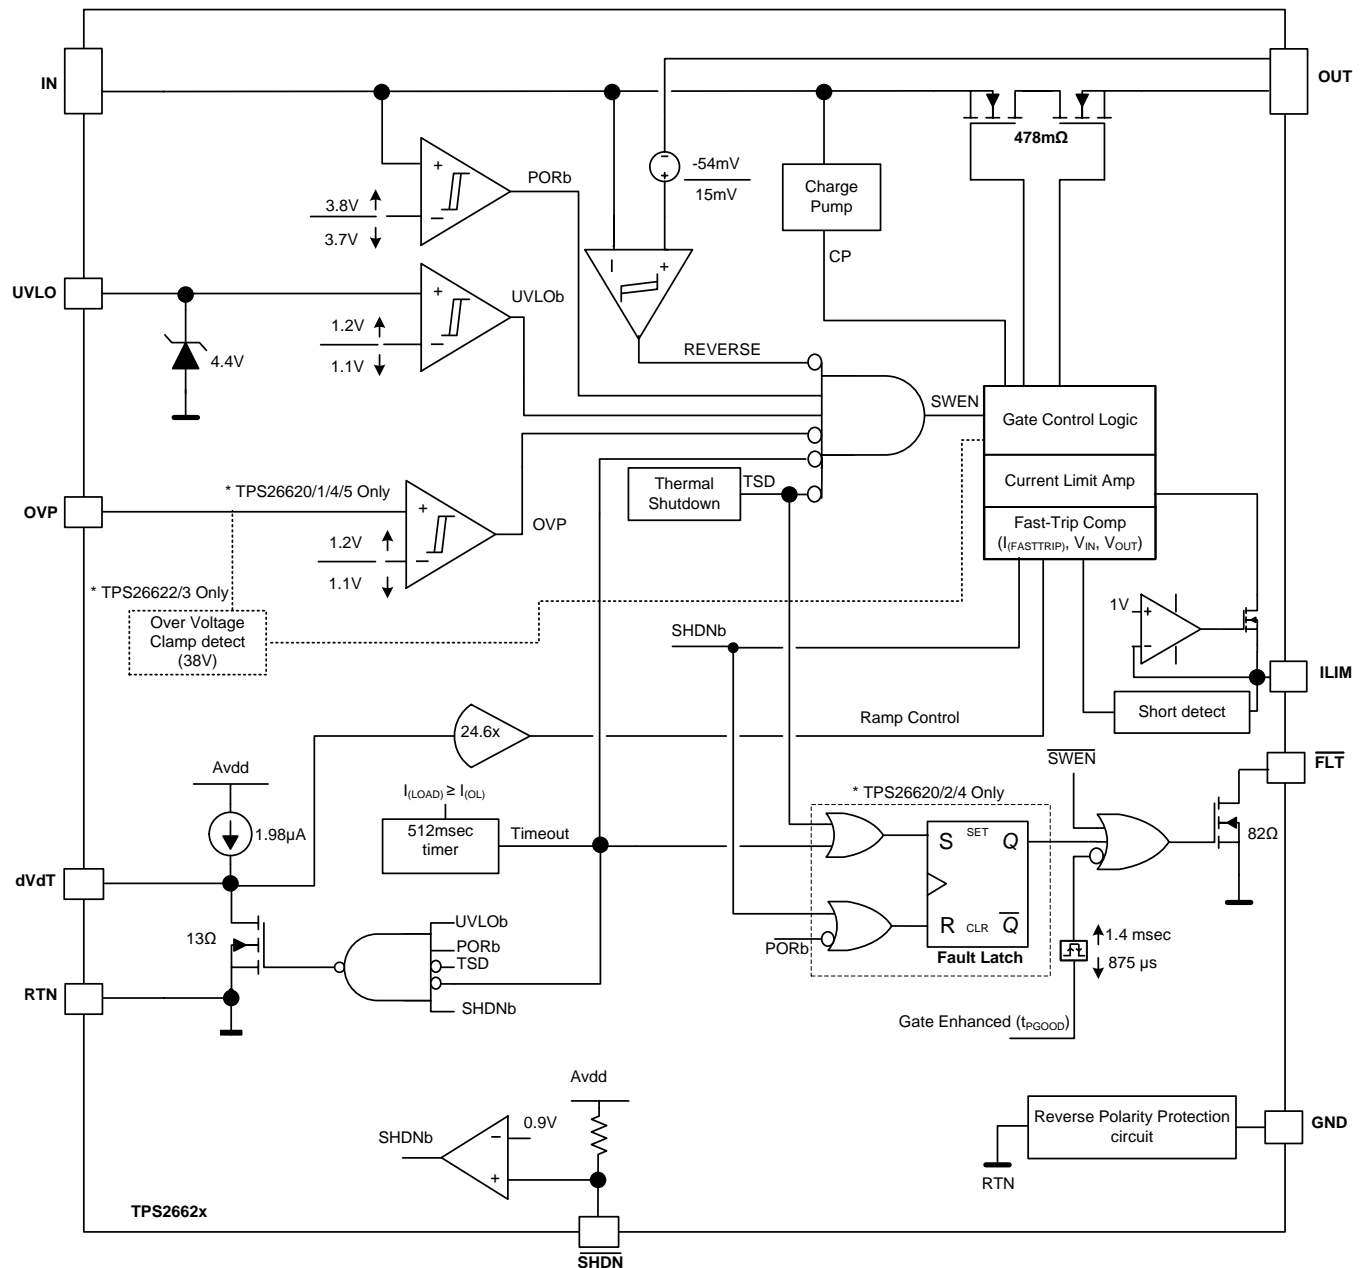 IN
OUT
478mΩ
-54mV
15mV
Charge
Pump
CP
+
PORb
3.8V
3.7V
−
−
+
−
+
UVLO
+
UVLOb
1.2V
1.1V
−
4.4V
REVERSE
SWEN
Gate Control Logic
Current Limit Amp
Fast-Trip Comp
(I(FASTTRIP), VIN, VOUT)
Thermal
Shutdown
TSD
* TPS26620/1/4/5 Only
OVP
+
OVP
1.2V
1.1V
−
* TPS26622/3 Only
Over Voltage
Clamp detect
(38V)
SHDNb
1V
+
−
ILIM
Short detect
24.6x
Ramp Control
SWEN
FLT
Avdd
1.98µA
I(LOAD) ≥ I(OL)
512msec
timer
Timeout
* TPS26620/2/4 Only
S
SET
Q
82Ω
dVdT
R
CLR
Q
PORb
Fault Latch
1.4 msec
875 µs
13Ω
UVLOb
PORb
TSD
SHDNb
RTN
Gate Enhanced (tPGOOD)
Avdd
0.9V
SHDNb
−
+
Reverse Polarity Protection
circuit
GND
RTN
TPS2662x
SHDN